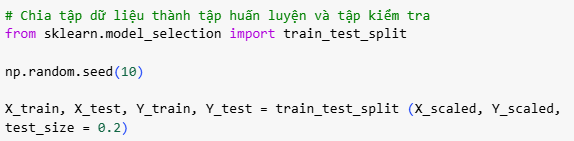 # Chia tập dữ liệu thành tập huấn luyện và tập kiểm tra
from sklearn.model_selection import train_test_split
np.random.seed(10)
X_train, X_test, Y_train, Y_test = train_test_split (X_scaled, Y_scaled,
test_size = 0.2)